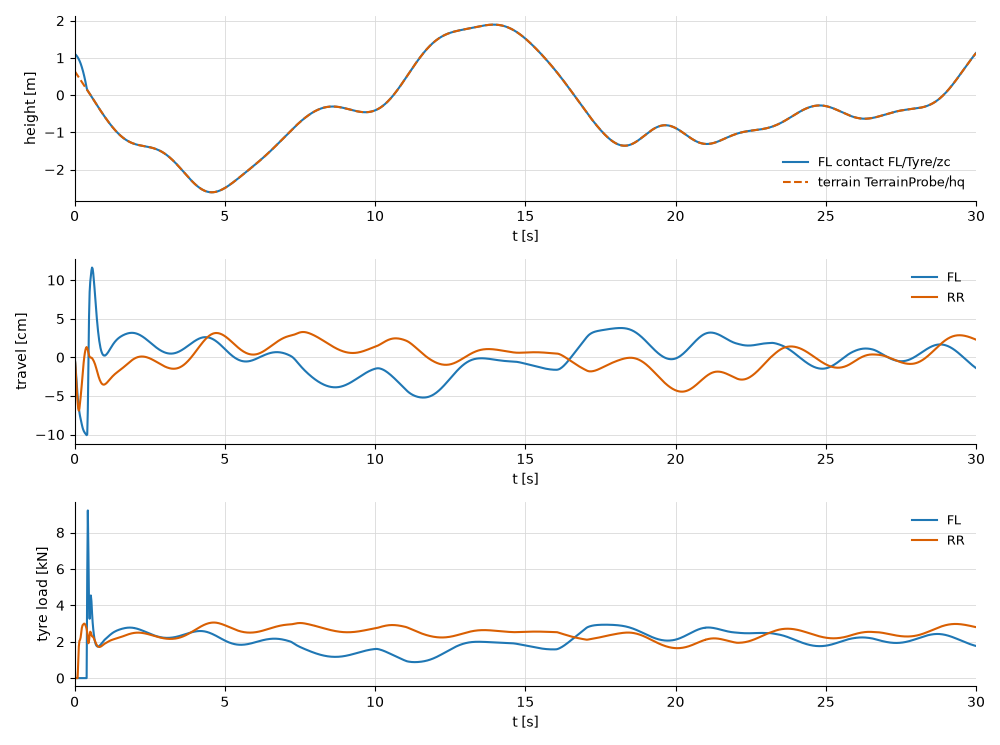 2
1
0
−1
−2
height [m]
FL contact FL/Tyre/zc
terrain TerrainProbe/hq
0 5 10 15 20 25 30
t [s]
10
5
0
−5
−10
travel [cm]
FL
RR
0 5 10 15 20 25 30
t [s]
8
6
4
2
0
tyre load [kN]
FL
RR
0 5 10 15 20 25 30
t [s]